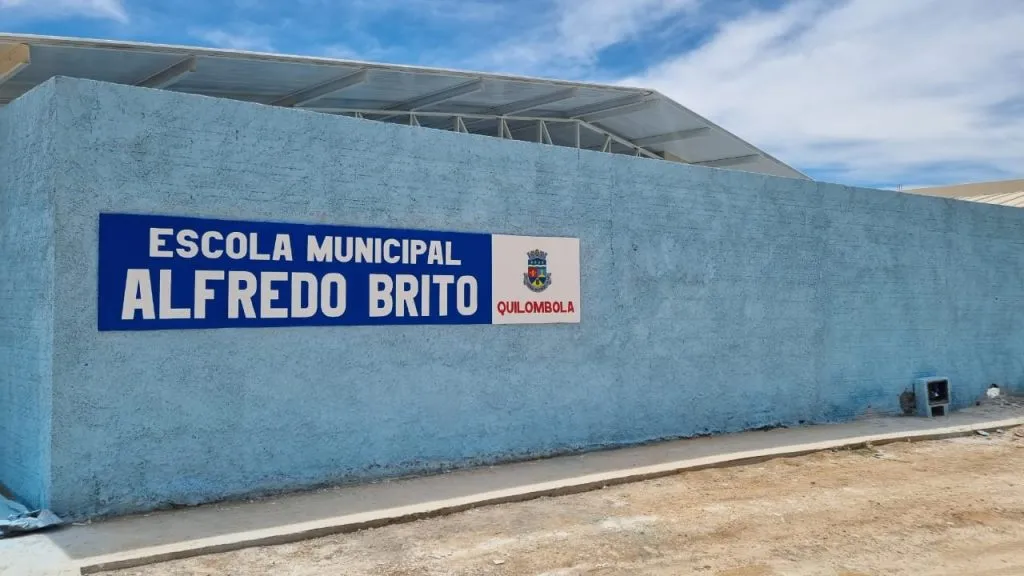 ESCOLA MUNICIPAL
ALFREDO BRITO
QUILOMBOLA